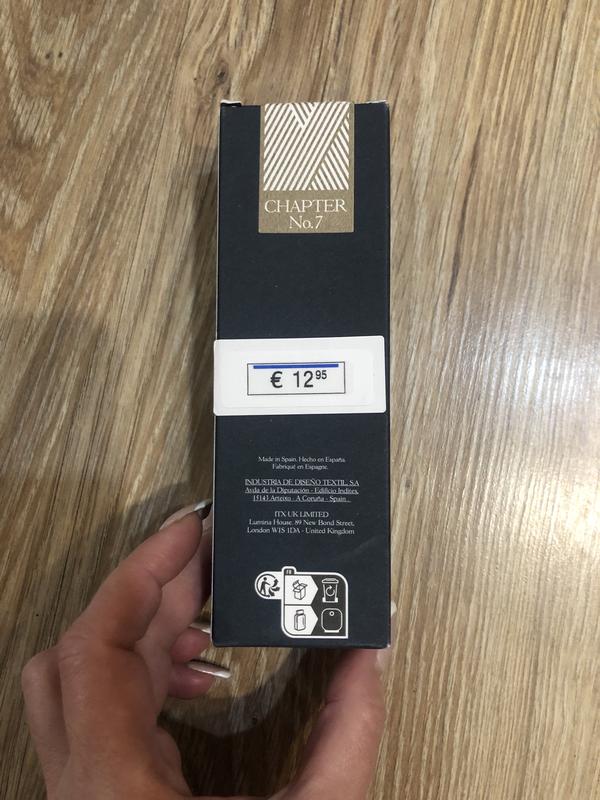 CHAPTER
No.7
€ 12⁹⁵
Made in Spain. Hecho en España.
Fabriqué en Espagne.
INDUSTRIA DE DISEÑO TEXTIL, S.A
Avda de la Diputación - Edificio Inditex,
15143 Arteixo - A Coruña - Spain.
ITX UK LIMITED
Lumina House. 89 New Bond Street,
London W1S 1DA - United Kingdom
FR